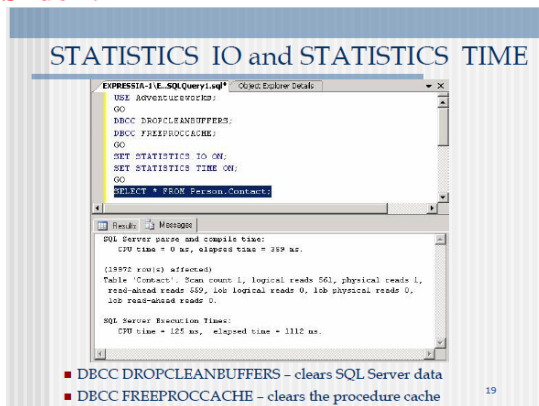 STATISTICS IO and STATISTICS TIME
EXPRESSIA-1\E...SQLQuery1.sql* Object Explorer Details
USE Adventureworks;
GO
DBCC DROPCLEANBUFFERS;
DBCC FREEPROCCACHE;
GO
SET STATISTICS IO ON;
SET STATISTICS TIME ON;
GO
SELECT * FROM Person.Contact;
Results Messages
SQL Server parse and compile time:
CPU time = 0 ms, elapsed time = 369 ms.
(19972 row(s) affected)
Table 'Contact'. Scan count 1, logical reads 561, physical reads 1,
read-ahead reads 559, lob logical reads 0, lob physical reads 0,
lob read-ahead reads 0.
SQL Server Execution Times:
CPU time = 125 ms, elapsed time = 1112 ms.
DBCC DROPCLEANBUFFERS – clears SQL Server data
DBCC FREEPROCCACHE – clears the procedure cache
19